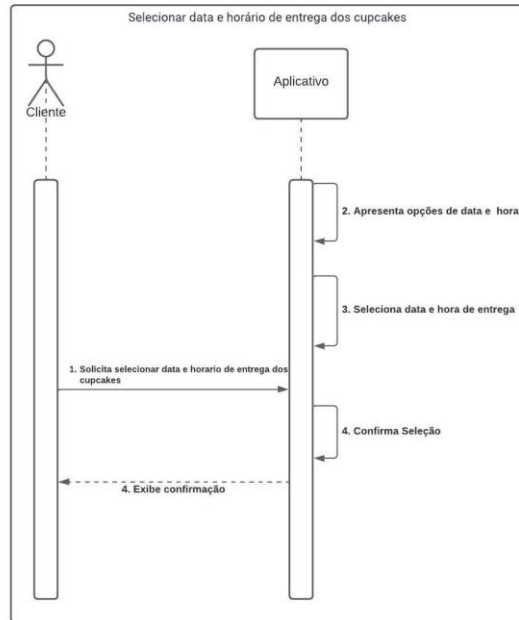 Selecionar data e horário de entrega dos cupcakes
Cliente
Aplicativo
2. Apresenta opções de data e hora
3. Seleciona data e hora de entrega
1. Solicita selecionar data e horario de entrega dos
cupcakes
4. Confirma Seleção
4. Exibe confirmação